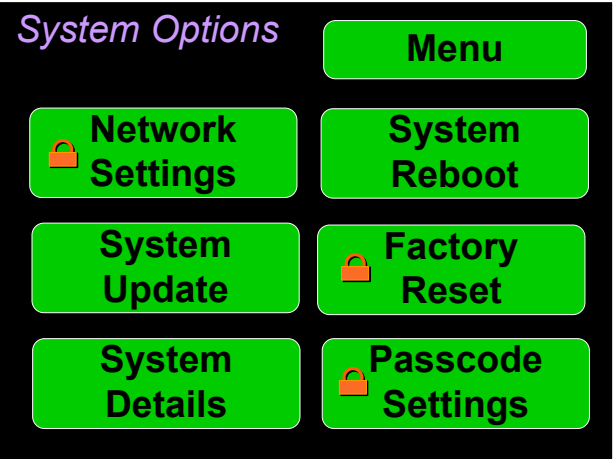 System Options
Menu
Network
Settings
System
Reboot
System
Update
Factory
Reset
System
Details
Passcode
Settings